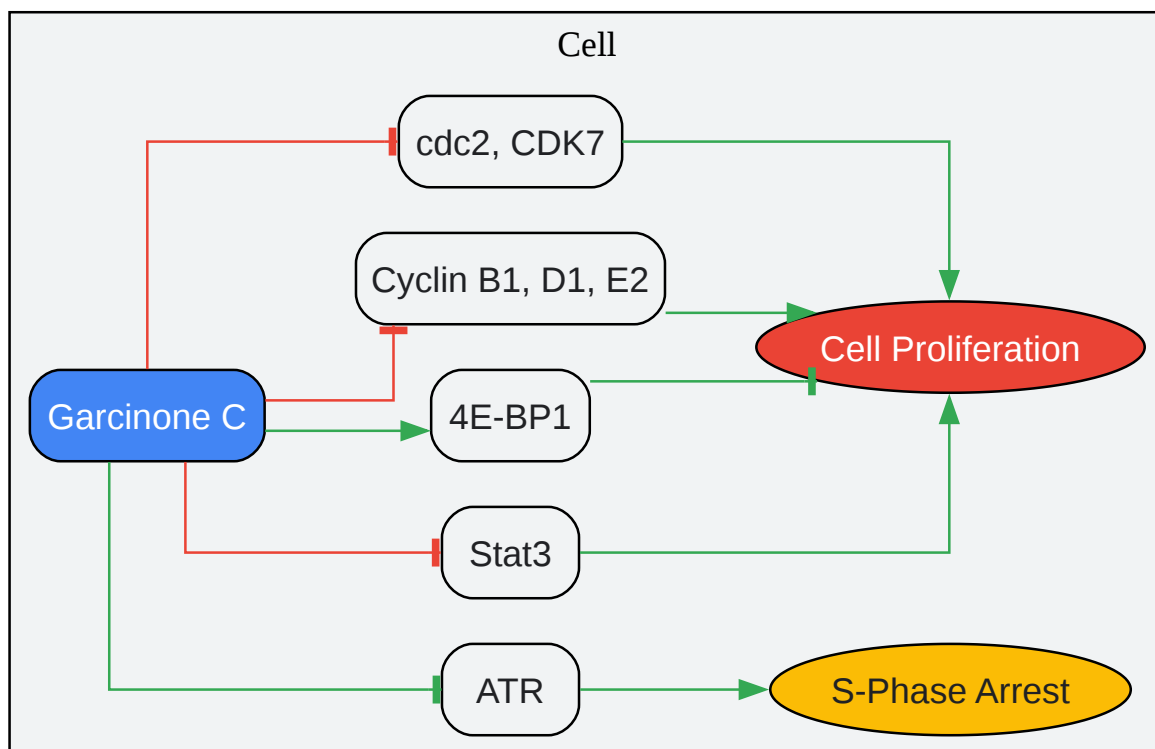 Cell
cdc2, CDK7
Cyclin B1, D1, E2
Cell Proliferation
Garcinone C
4E-BP1
Stat3
ATR
S-Phase Arrest